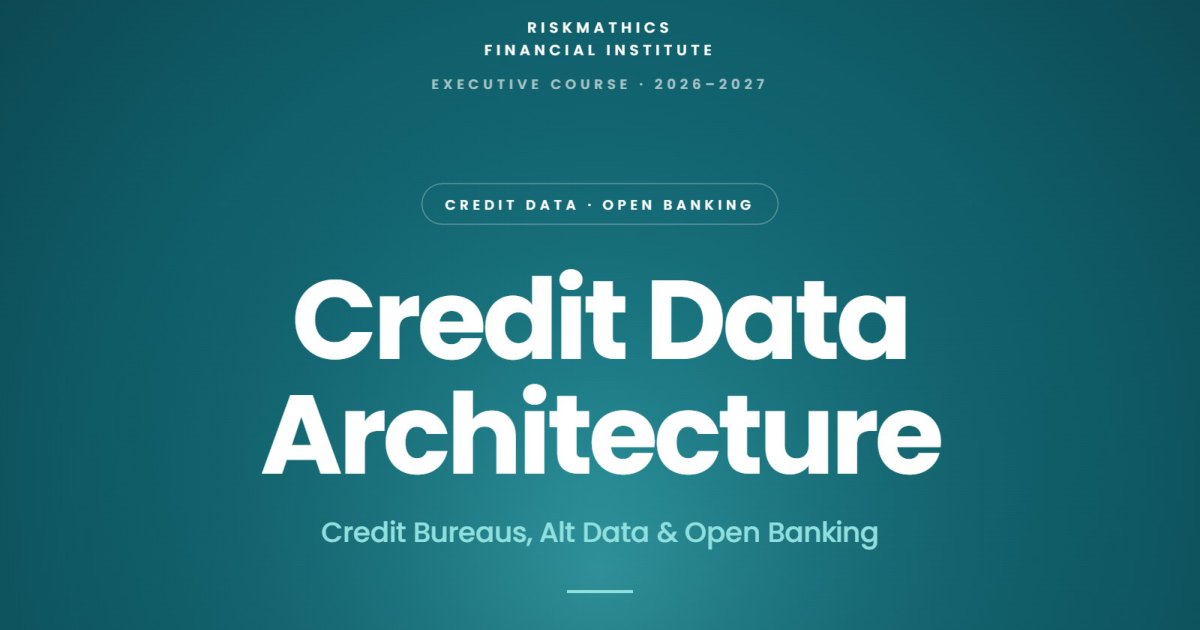 RISKMATHICS
FINANCIAL INSTITUTE
EXECUTIVE COURSE · 2026–2027
CREDIT DATA · OPEN BANKING
Credit Data
Architecture
Credit Bureaus, Alt Data & Open Banking